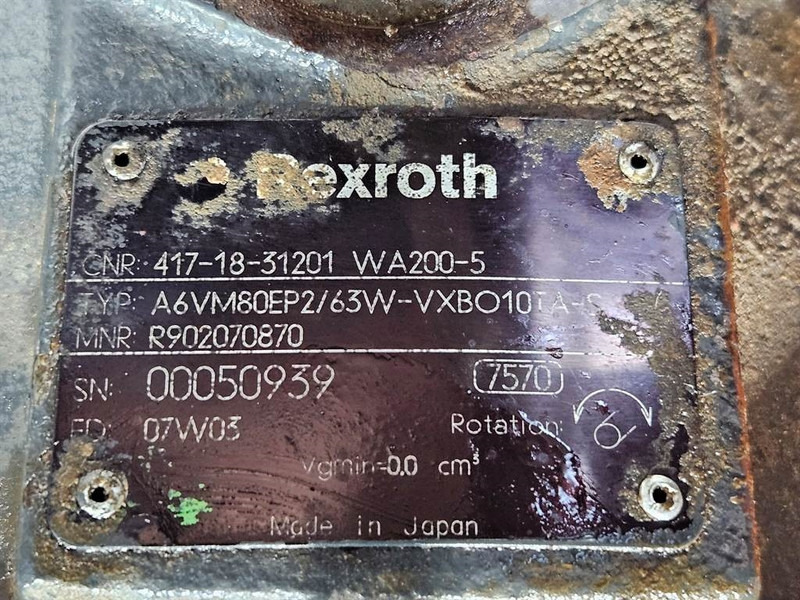 Rexroth
CNR: 417-18-31201 WA200-5
TYP: A6VM80EP2/63W-VXB010TA-S
MNR: R902070870
SN: 00050939 7570
FD: 07W03 Rotation:
Vgmin=0.0 cm³
Made in Japan